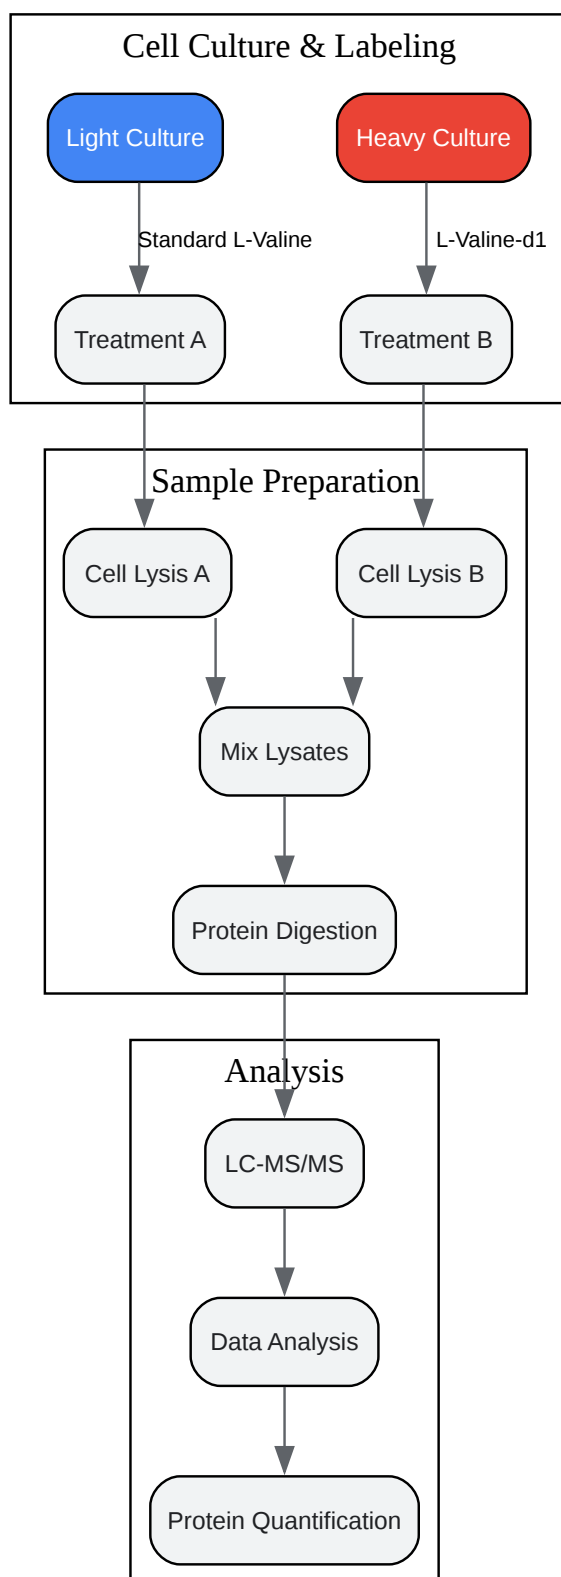 Cell Culture & Labeling
Light Culture
Heavy Culture
Standard L-Valine
L-Valine-d1
Treatment A
Treatment B
Sample Preparation
Cell Lysis A
Cell Lysis B
Mix Lysates
Protein Digestion
Analysis
LC-MS/MS
Data Analysis
Protein Quantification